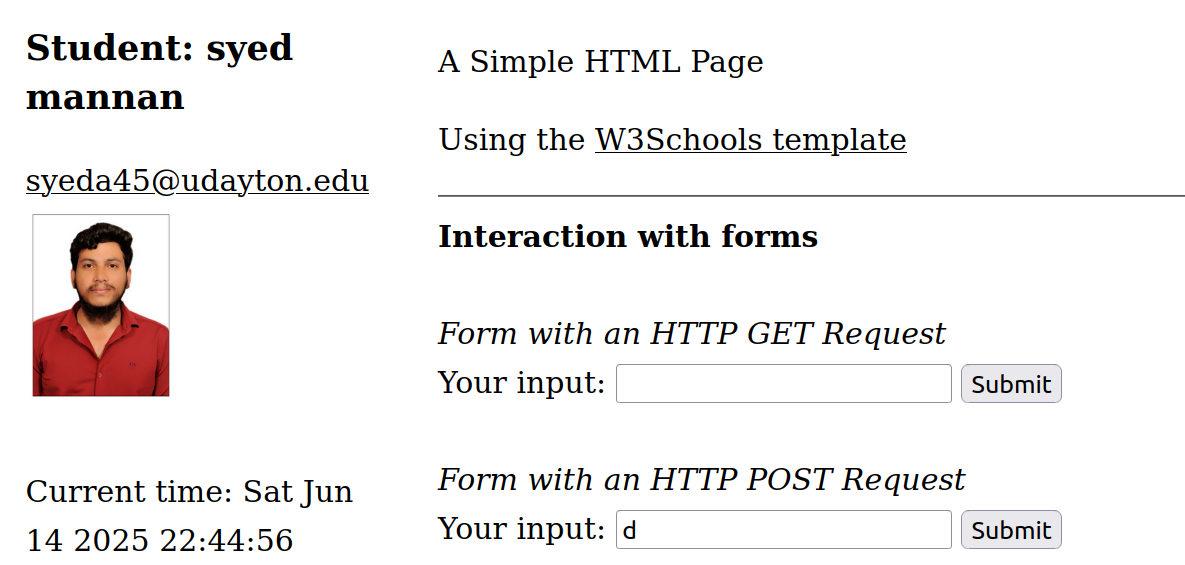 Student: syed
mannan
syeda45@udayton.edu
Current time: Sat Jun
14 2025 22:44:56
A Simple HTML Page
Using the W3Schools template
Interaction with forms
Form with an HTTP GET Request
Your input: Submit
Form with an HTTP POST Request
Your input: d Submit